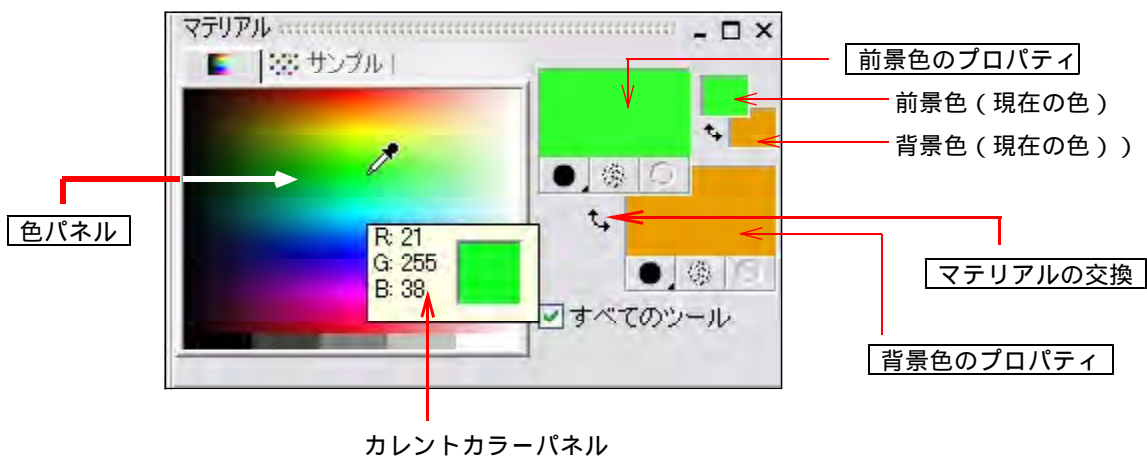 マテリアル
サンプル
前景色のプロパティ
前景色（現在の色）
背景色（現在の色））
色パネル
R: 21
G: 255
B: 38
マテリアルの交換
すべてのツール
背景色のプロパティ
カレントカラーパネル